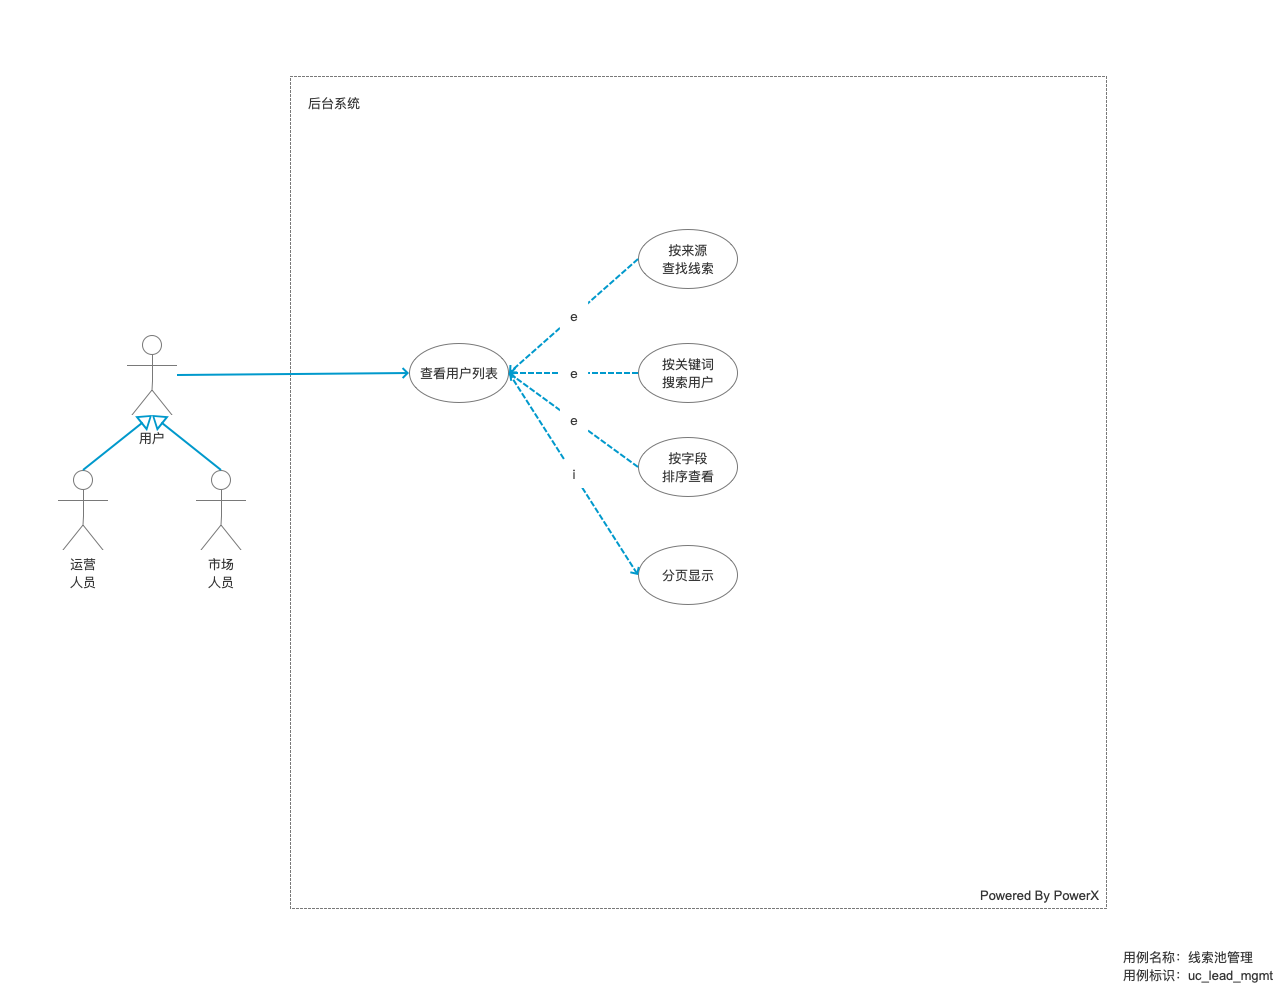 后台系统
按来源
查找线索
e
查看用户列表
e
按关键词
搜索用户
e
用户
按字段
排序查看
i
运营
人员
市场
人员
分页显示
Powered By PowerX
用例名称：线索池管理
用例标识：uc_lead_mgmt